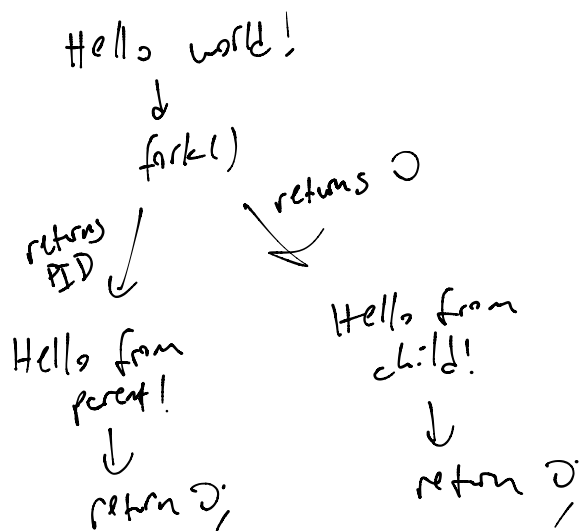 Hello world!
fork()
returns 0
returns
PID
Hello from
parent!
Hello from
child!
return 0;
return 0;